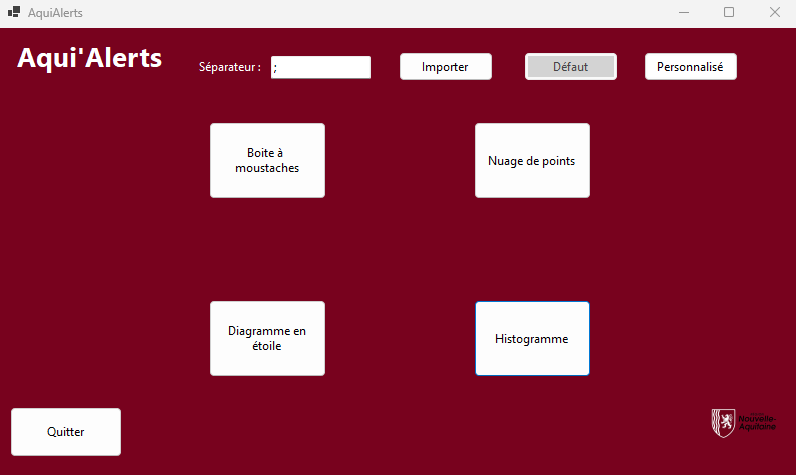 AquiAlerts
Aqui'Alerts
Séparateur :
;
Importer
Défaut
Personnalisé
Boite à
moustaches
Nuage de points
Diagramme en
étoile
Histogramme
Quitter
Nouvelle-
Aquitaine